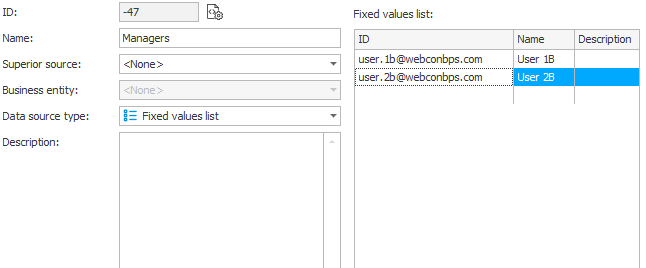 ID: -47
Name: Managers
Superior source: <None>
Business entity: <None>
Data source type: Fixed values list
Description:
Fixed values list:
ID Name Description
user.1b@webconbps.com User 1B
user.2b@webconbps.com User 2B